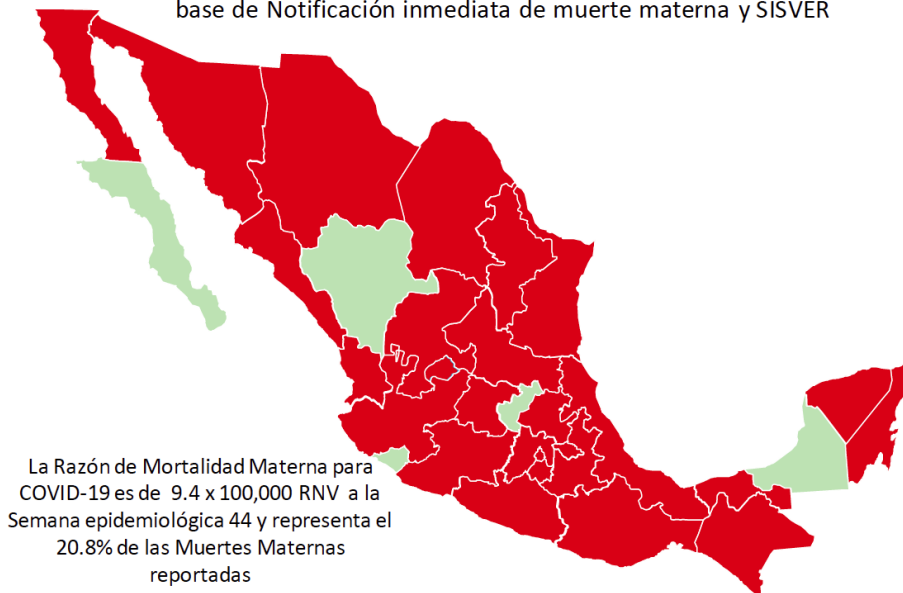 base de Notificación inmediata de muerte materna y SISVER
La Razón de Mortalidad Materna para
COVID-19 es de 9.4 x 100,000 RNV a la
Semana epidemiológica 44 y representa el
20.8% de las Muertes Maternas
reportadas